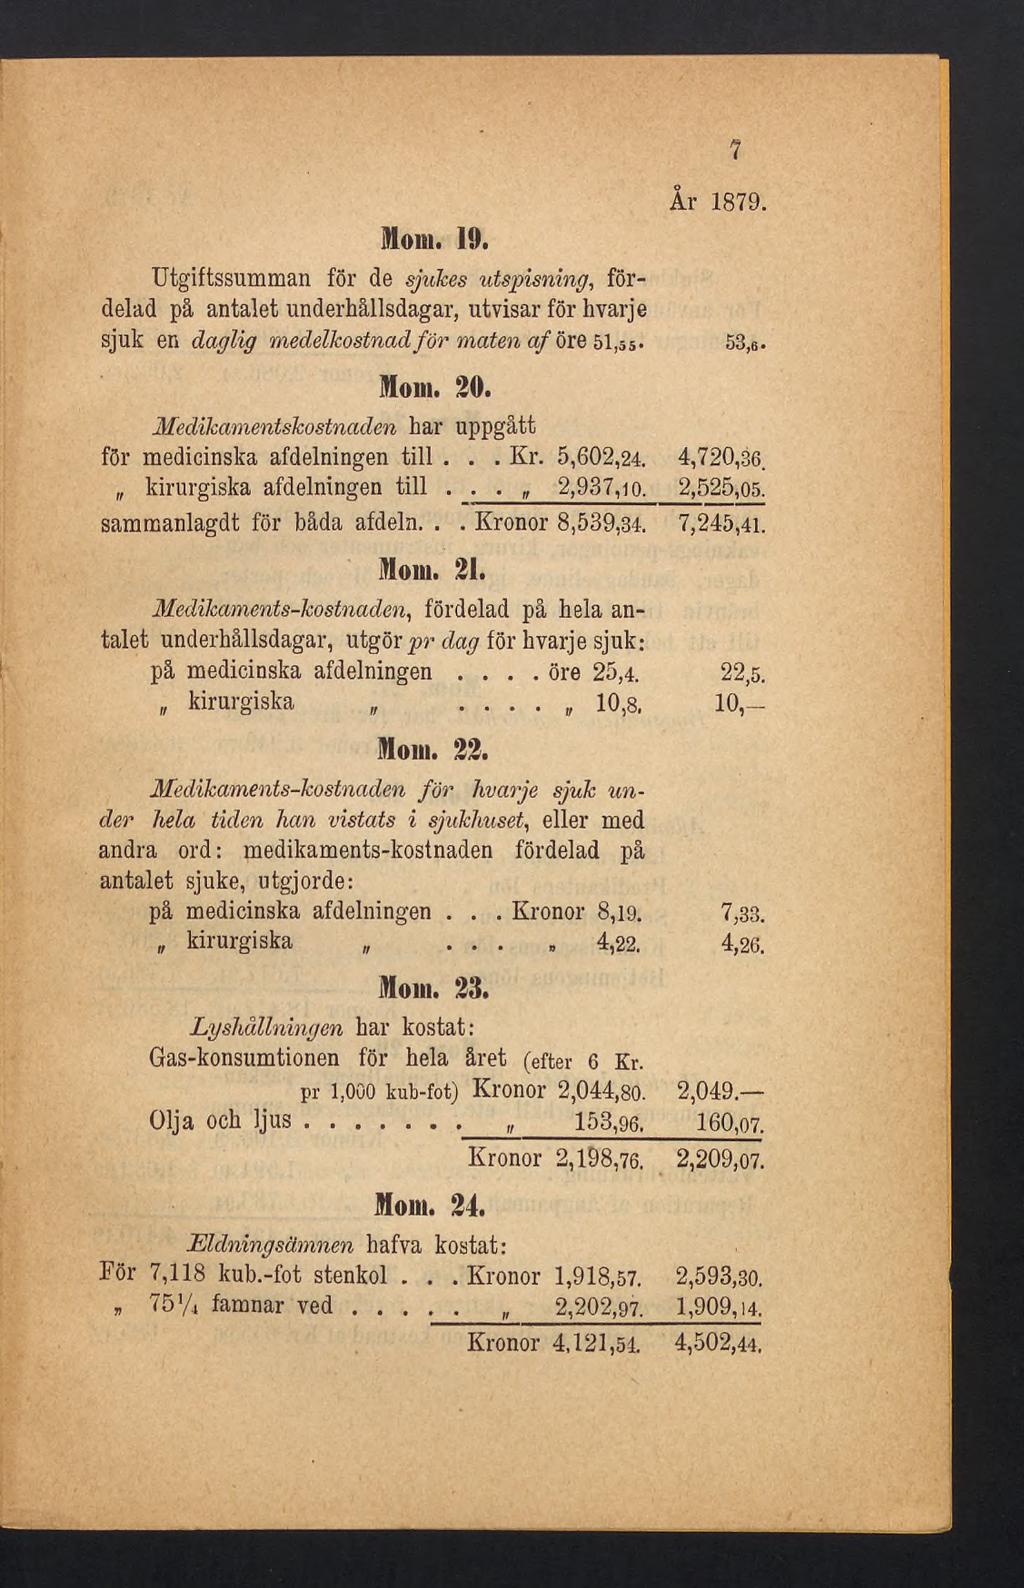 7
År 1879.
Mom. 19.
Utgiftssumman för de sjukes utspisning, för-
delad på antalet underhållsdagar, utvisar för hvarje
sjuk en daglig medelkostnad för maten af öre 51,55. 53,6.
Mom. 20.
Medikamentskostnaden har uppgått
för medicinska afdelningen till . . . Kr. 5,602,24. 4,720,36.
„ kirurgiska afdelningen till . . . „ 2,937,10. 2,525,05.
sammanlagdt för båda afdeln. . . Kronor 8,539,34. 7,245,41.
Mom. 21.
Medikaments-kostnaden, fördelad på hela an-
talet underhållsdagar, utgör pr dag för hvarje sjuk:
på medicinska afdelningen . . . . öre 25,4. 22,5.
„ kirurgiska „ . . . . „ 10,8. 10,—
Mom. 22.
Medikaments-kostnaden för hvarje sjuk un-
der hela tiden han vistats i sjukhuset, eller med
andra ord: medikaments-kostnaden fördelad på
antalet sjuke, utgjorde:
på medicinska afdelningen . . . Kronor 8,19. 7,33.
„ kirurgiska „ . . . „ 4,22. 4,26.
Mom. 23.
Lyshållningen har kostat:
Gas-konsumtionen för hela året (efter 6 Kr.
pr 1,000 kub-fot) Kronor 2,044,80. 2,049.—
Olja och ljus . . . . . . . „ 153,96. 160,07.
Kronor 2,198,76. 2,209,07.
Mom. 24.
Eldningsämnen hafva kostat:
För 7,118 kub.-fot stenkol . . . Kronor 1,918,57. 2,593,30.
„ 75 1/4 famnar ved . . . . . „ 2,202,97. 1,909,14.
Kronor 4,121,54. 4,502,44.